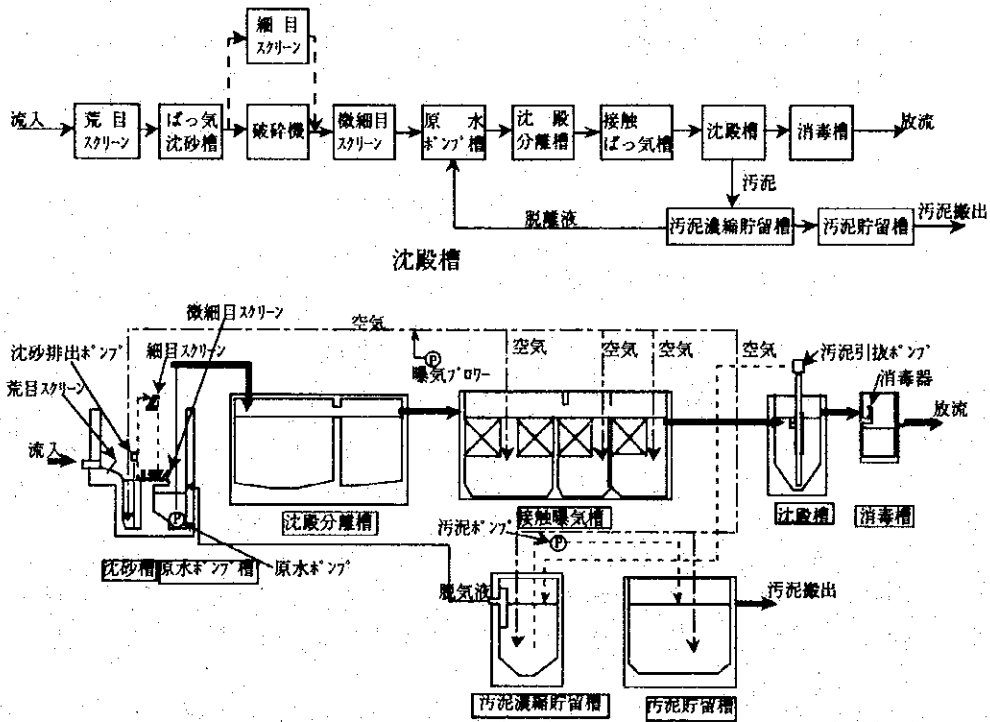 細目
スクリーン
流入
荒目
スクリーン
ばっ気
沈砂槽
破砕機
微細目
スクリーン
原水
ポンプ槽
沈殿
分離槽
接触
ばっ気槽
沈殿槽
消毒槽
放流
汚泥
脱離液
汚泥濃縮貯留槽
汚泥貯留槽
汚泥搬出
沈殿槽
微細目スクリーン
空気
沈砂排出ポンプ
細目スクリーン
荒目スクリーン
P
曝気ブロワー
空気
空気
空気
空気
汚泥引抜ポンプ
消毒器
放流
流入
P
沈殿分離槽
接触曝気槽
沈殿槽
消毒槽
汚泥ポンプ
P
沈砂槽
原水ポンプ槽
原水ポンプ
脱気液
汚泥搬出
汚泥濃縮貯留槽
汚泥貯留槽